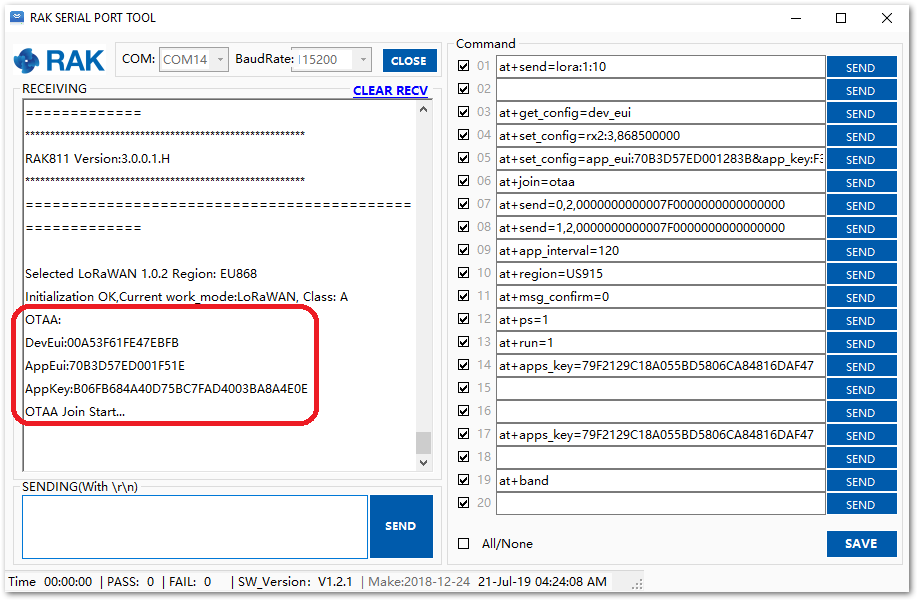 RAK SERIAL PORT TOOL
RAK
COM: COM14
BaudRate: 115200
CLOSE
RECEIVING
CLEAR RECV
=============
*****************************************************
RAK811 Version:3.0.0.1.H
*****************************************************
===========================================
=============
Selected LoRaWAN 1.0.2 Region: EU868
Initialization OK,Current work_mode:LoRaWAN, Class: A
OTAA:
DevEui:00A53F61FE47EBFB
AppEui:70B3D57ED001F51E
AppKey:B06FB684A40D75BC7FAD4003BA8A4E0E
OTAA Join Start...
SENDING(With \r\n)
SEND
Command
01 at+send=lora:1:10 SEND
02 SEND
03 at+get_config=dev_eui SEND
04 at+set_config=rx2:3,868500000 SEND
05 at+set_config=app_eui:70B3D57ED001283B&app_key:F3 SEND
06 at+join=otaa SEND
07 at+send=0,2,0000000000007F0000000000000000 SEND
08 at+send=1,2,0000000000007F0000000000000000 SEND
09 at+app_interval=120 SEND
10 at+region=US915 SEND
11 at+msg_confirm=0 SEND
12 at+ps=1 SEND
13 at+run=1 SEND
14 at+apps_key=79F2129C18A055BD5806CA84816DAF47 SEND
15 SEND
16 SEND
17 at+apps_key=79F2129C18A055BD5806CA84816DAF47 SEND
18 SEND
19 at+band SEND
20 SEND
All/None
SAVE
Time 00:00:00 | PASS: 0 | FAIL: 0 | SW_Version: V1.2.1 | Make:2018-12-24 21-Jul-19 04:24:08 AM